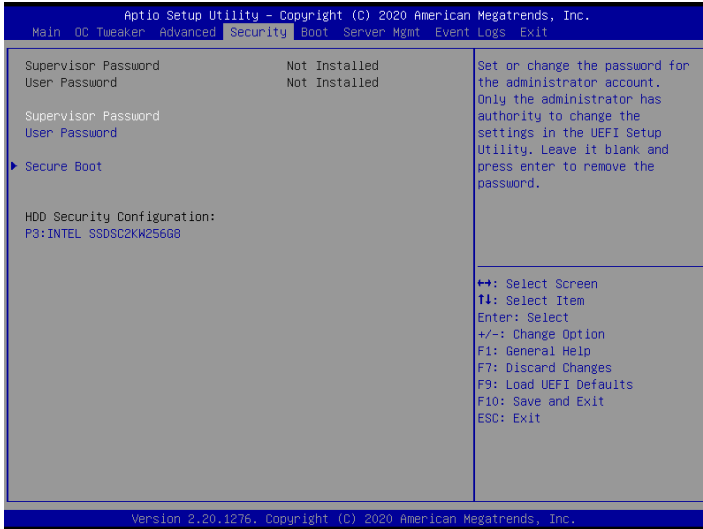 Aptio Setup Utility – Copyright (C) 2020 American Megatrends, Inc.
Main OC Tweaker Advanced Security Boot Server Mgmt Event Logs Exit
Supervisor Password Not Installed
User Password Not Installed
Supervisor Password
User Password
Secure Boot
HDD Security Configuration:
P3:INTEL SSDSC2KW256G8
Set or change the password for
the administrator account.
Only the administrator has
authority to change the
settings in the UEFI Setup
Utility. Leave it blank and
press enter to remove the
password.
↔: Select Screen
↑↓: Select Item
Enter: Select
+/-: Change Option
F1: General Help
F7: Discard Changes
F9: Load UEFI Defaults
F10: Save and Exit
ESC: Exit
Version 2.20.1276. Copyright (C) 2020 American Megatrends, Inc.